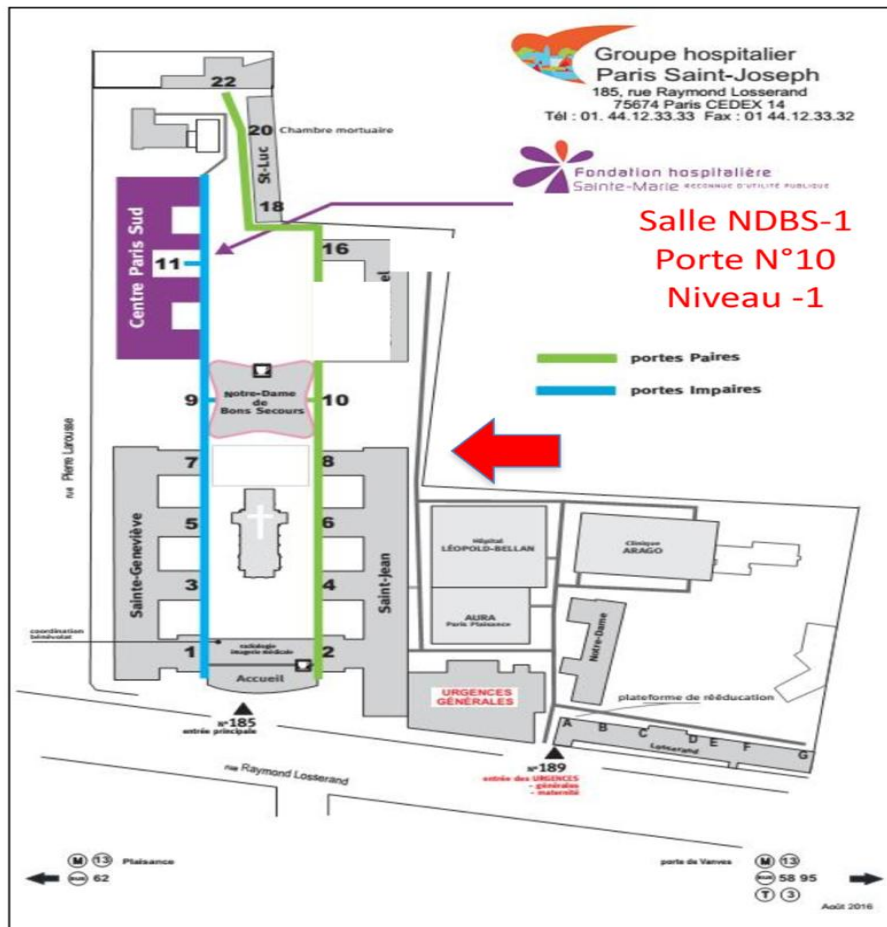 Groupe hospitalier
Paris Saint-Joseph
185, rue Raymond Losserand
75674 Paris CEDEX 14
Tél : 01. 44.12.33.33 Fax : 01 44.12.33.32
Fondation hospitalière
Sainte-Marie RECONNUE D'UTILITÉ PUBLIQUE
Salle NDBS-1
Porte N°10
Niveau -1
portes Paires
portes Impaires
22
20
Chambre mortuaire
St-Luc
18
16
Centre Paris Sud
11
9
Notre-Dame
de
Bons Secours
10
rue Pierre Larousse
7
8
5
6
3
4
Sainte-Geneviève
Saint-Jean
Hôpital
LÉOPOLD-BELLAN
Clinique
ARAGO
AURA
Paris Plaisance
Notre-Dame
coordination
bénévolat
1
radiologie
Imagerie Médicale
2
Accueil
URGENCES
GÉNÉRALES
plateforme de rééducation
A
B
C
D
E
F
G
Losserand
N°185
entrée principale
N°189
entrée des URGENCES
- générales
- maternité
rue Raymond Losserand
M 13 Plaisance
BUS 62
porte de Vanves M 13
BUS 58 95
T 3
Août 2016